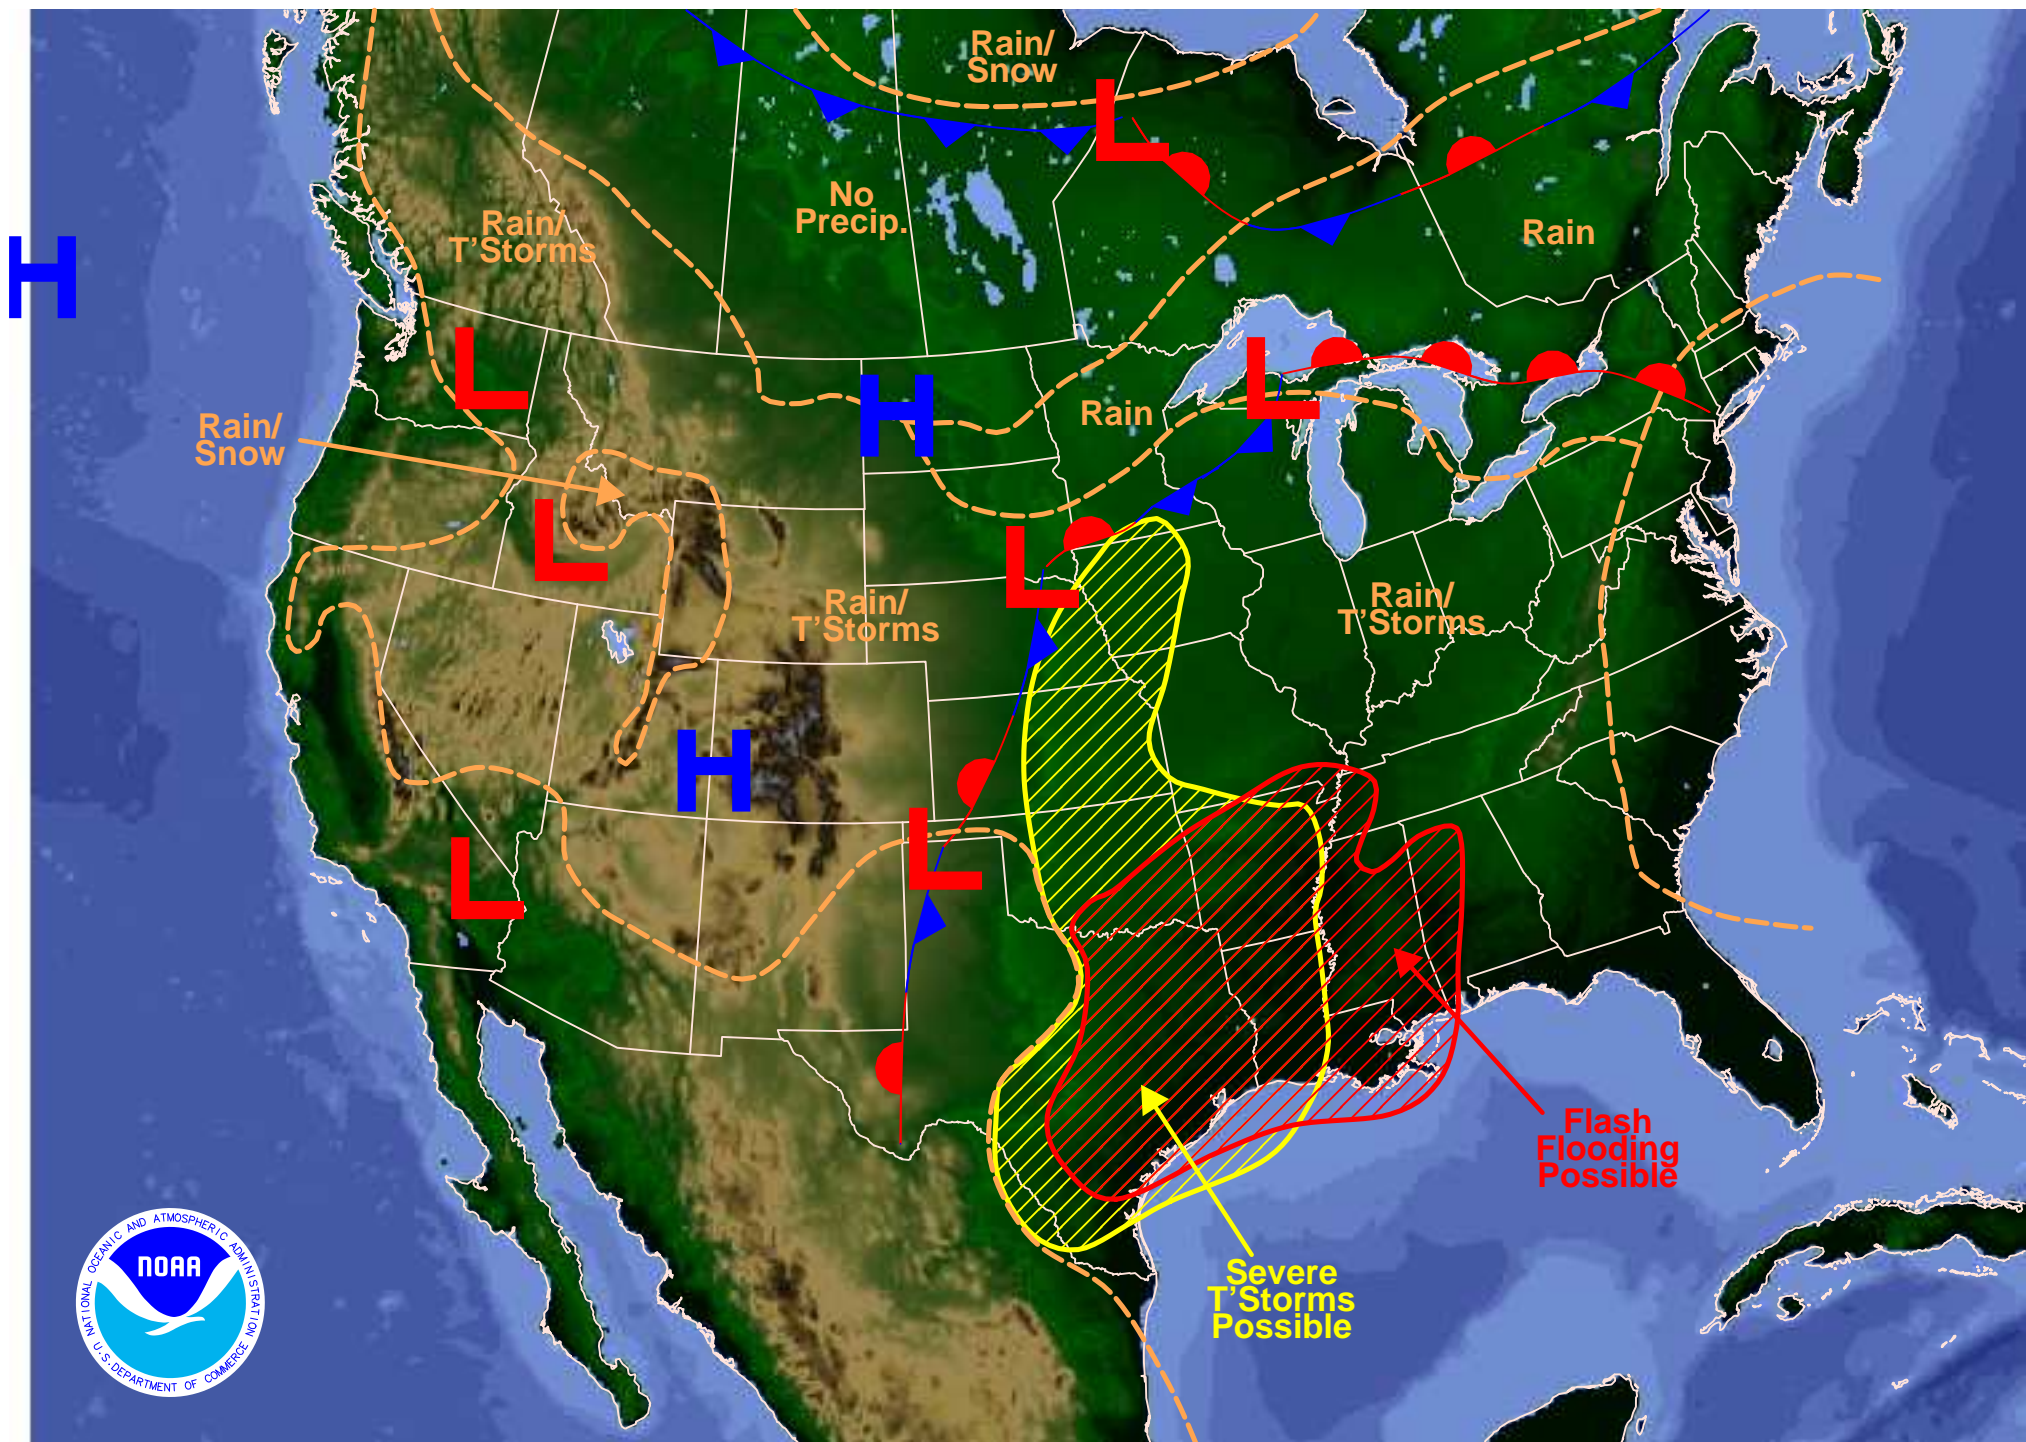 Rain/
Snow
No
Precip.
Rain/
T'Storms
Rain
H
L
L
L
H
Rain
Rain/
Snow
L
L
Rain/
T'Storms
Rain/
T'Storms
H
L
L
Flash
Flooding
Possible
Severe
T'Storms
Possible
NATIONAL OCEANIC AND ATMOSPHERIC ADMINISTRATION
NOAA
U.S. DEPARTMENT OF COMMERCE